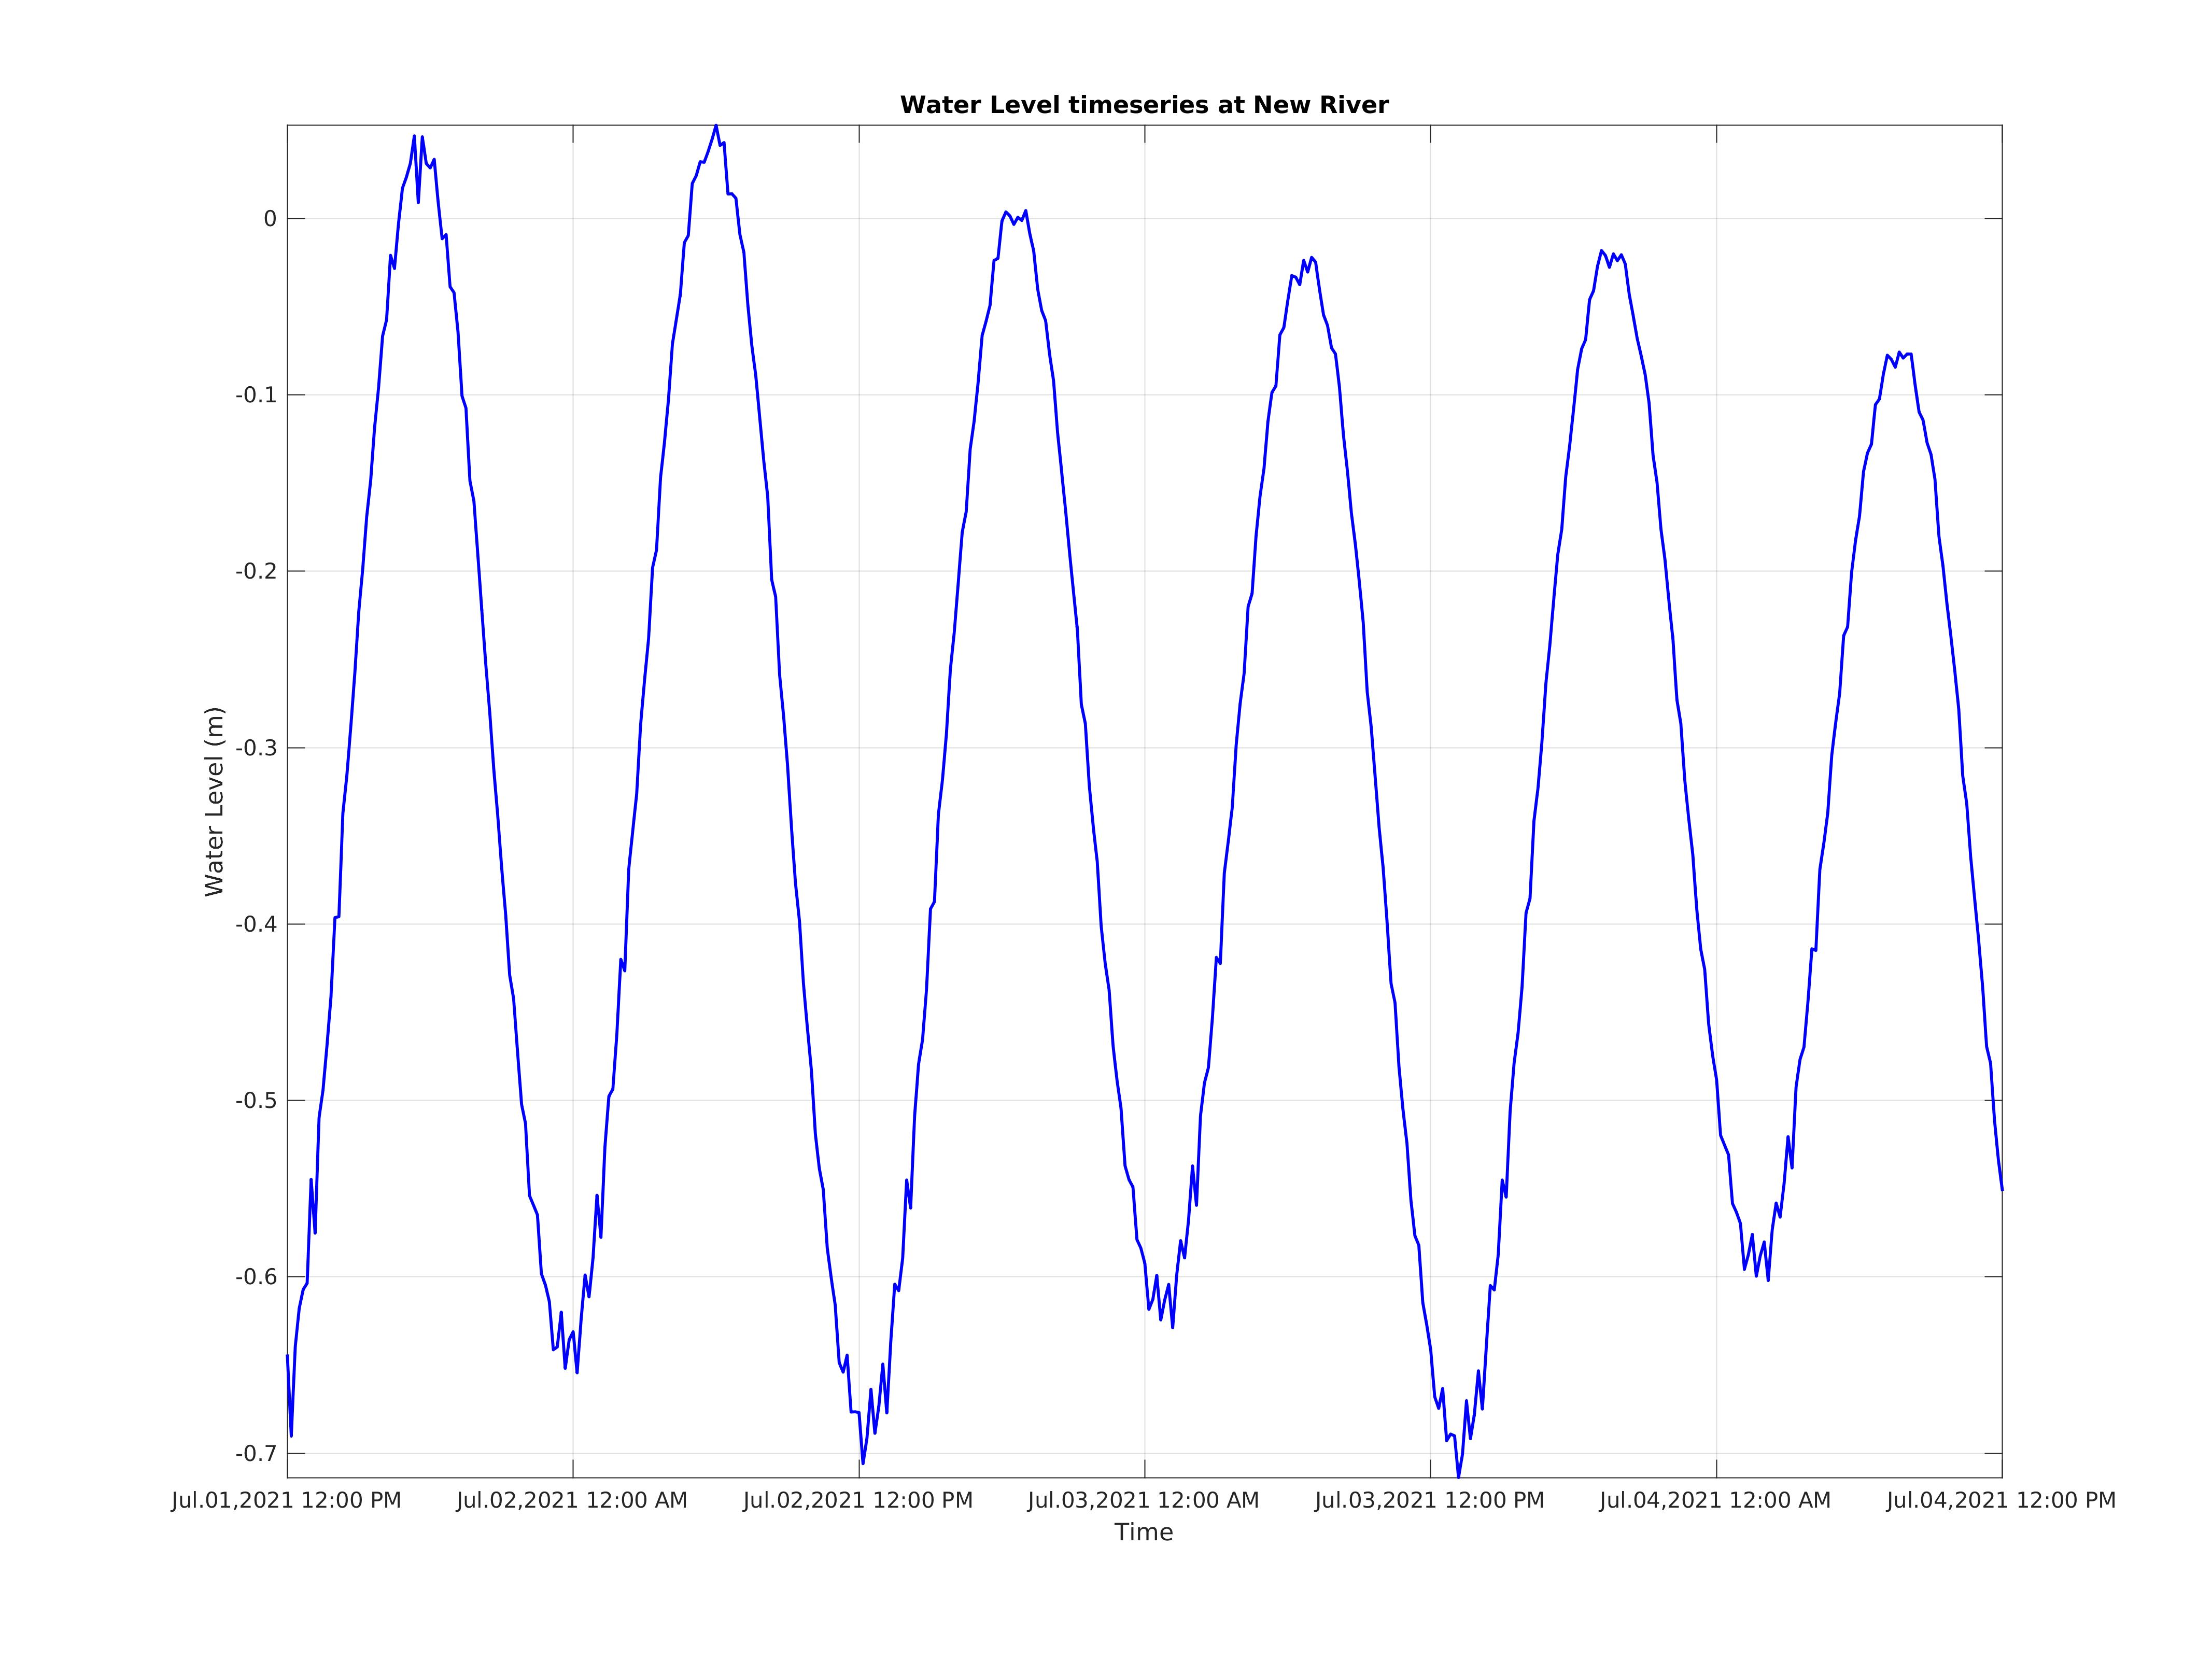 Water Level timeseries at New River
0
-0.1
-0.2
-0.3
-0.4
-0.5
-0.6
-0.7
Water Level (m)
Jul.01,2021 12:00 PM Jul.02,2021 12:00 AM Jul.02,2021 12:00 PM Jul.03,2021 12:00 AM Jul.03,2021 12:00 PM Jul.04,2021 12:00 AM Jul.04,2021 12:00 PM
Time